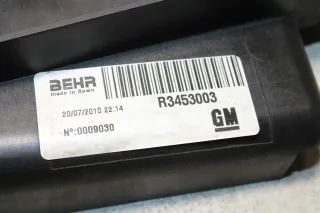 BEHR
made in Spain
R3453003
20/07/2010 22:14
Nº:0009030
GM